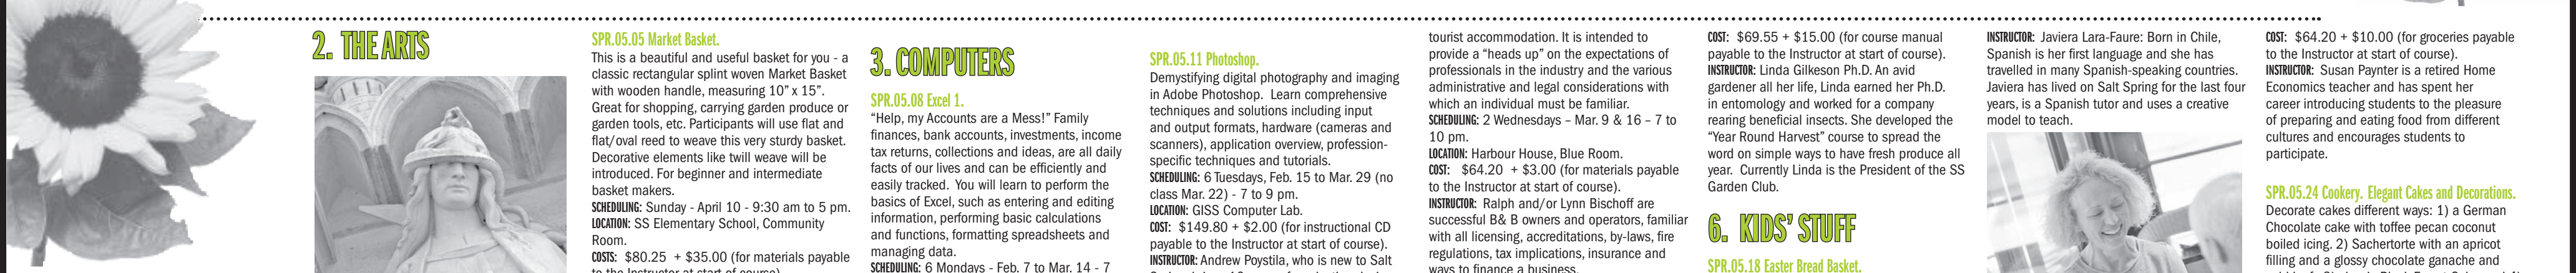 2. THE ARTS
SPR.05.05 Market Basket.
This is a beautiful and useful basket for you - a
classic rectangular splint woven Market Basket
with wooden handle, measuring 10” x 15”.
Great for shopping, carrying garden produce or
garden tools, etc. Participants will use flat and
flat/oval reed to weave this very sturdy basket.
Decorative elements like twill weave will be
introduced. For beginner and intermediate
basket makers.
SCHEDULING: Sunday - April 10 - 9:30 am to 5 pm.
LOCATION: SS Elementary School, Community
Room.
COSTS: $80.25 + $35.00 (for materials payable
to the Instructor at start of course).
3. COMPUTERS
SPR.05.08 Excel 1.
“Help, my Accounts are a Mess!” Family
finances, bank accounts, investments, income
tax returns, collections and ideas, are all daily
facts of our lives and can be efficiently and
easily tracked. You will learn to perform the
basics of Excel, such as entering and editing
information, performing basic calculations
and functions, formatting spreadsheets and
managing data.
SCHEDULING: 6 Mondays - Feb. 7 to Mar. 14 - 7
SPR.05.11 Photoshop.
Demystifying digital photography and imaging
in Adobe Photoshop. Learn comprehensive
techniques and solutions including input
and output formats, hardware (cameras and
scanners), application overview, profession-
specific techniques and tutorials.
SCHEDULING: 6 Tuesdays, Feb. 15 to Mar. 29 (no
class Mar. 22) - 7 to 9 pm.
LOCATION: GISS Computer Lab.
COST: $149.80 + $2.00 (for instructional CD
payable to the Instructor at start of course).
INSTRUCTOR: Andrew Poystila, who is new to Salt
tourist accommodation. It is intended to
provide a “heads up” on the expectations of
professionals in the industry and the various
administrative and legal considerations with
which an individual must be familiar.
SCHEDULING: 2 Wednesdays – Mar. 9 & 16 – 7 to
10 pm.
LOCATION: Harbour House, Blue Room.
COST: $64.20 + $3.00 (for materials payable
to the Instructor at start of course).
INSTRUCTOR: Ralph and/or Lynn Bischoff are
successful B& B owners and operators, familiar
with all licensing, accreditations, by-laws, fire
regulations, tax implications, insurance and
ways to finance a business.
COST: $69.55 + $15.00 (for course manual
payable to the Instructor at start of course).
INSTRUCTOR: Linda Gilkeson Ph.D. An avid
gardener all her life, Linda earned her Ph.D.
in entomology and worked for a company
rearing beneficial insects. She developed the
“Year Round Harvest” course to spread the
word on simple ways to have fresh produce all
year. Currently Linda is the President of the SS
Garden Club.
6. KIDS’ STUFF
SPR.05.18 Easter Bread Basket.
INSTRUCTOR: Javiera Lara-Faure: Born in Chile,
Spanish is her first language and she has
travelled in many Spanish-speaking countries.
Javiera has lived on Salt Spring for the last four
years, is a Spanish tutor and uses a creative
model to teach.
COST: $64.20 + $10.00 (for groceries payable
to the Instructor at start of course).
INSTRUCTOR: Susan Paynter is a retired Home
Economics teacher and has spent her
career introducing students to the pleasure
of preparing and eating food from different
cultures and encourages students to
participate.
SPR.05.24 Cookery. Elegant Cakes and Decorations.
Decorate cakes different ways: 1) a German
Chocolate cake with toffee pecan coconut
boiled icing. 2) Sachertorte with an apricot
filling and a glossy chocolate ganache and